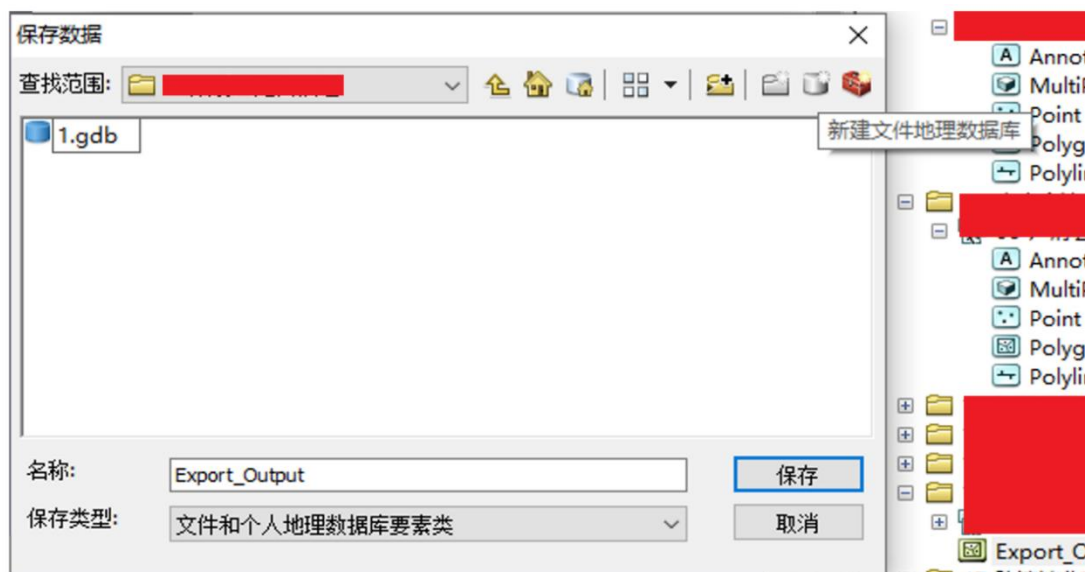 保存数据
查找范围:
1.gdb
新建文件地理数据库
名称:
Export_Output
保存
保存类型:
文件和个人地理数据库要素类
取消
A Annot
Multi
Point
Polyg
Polyli
A Annot
Multi
Point
Polyg
Polyli
Export_O